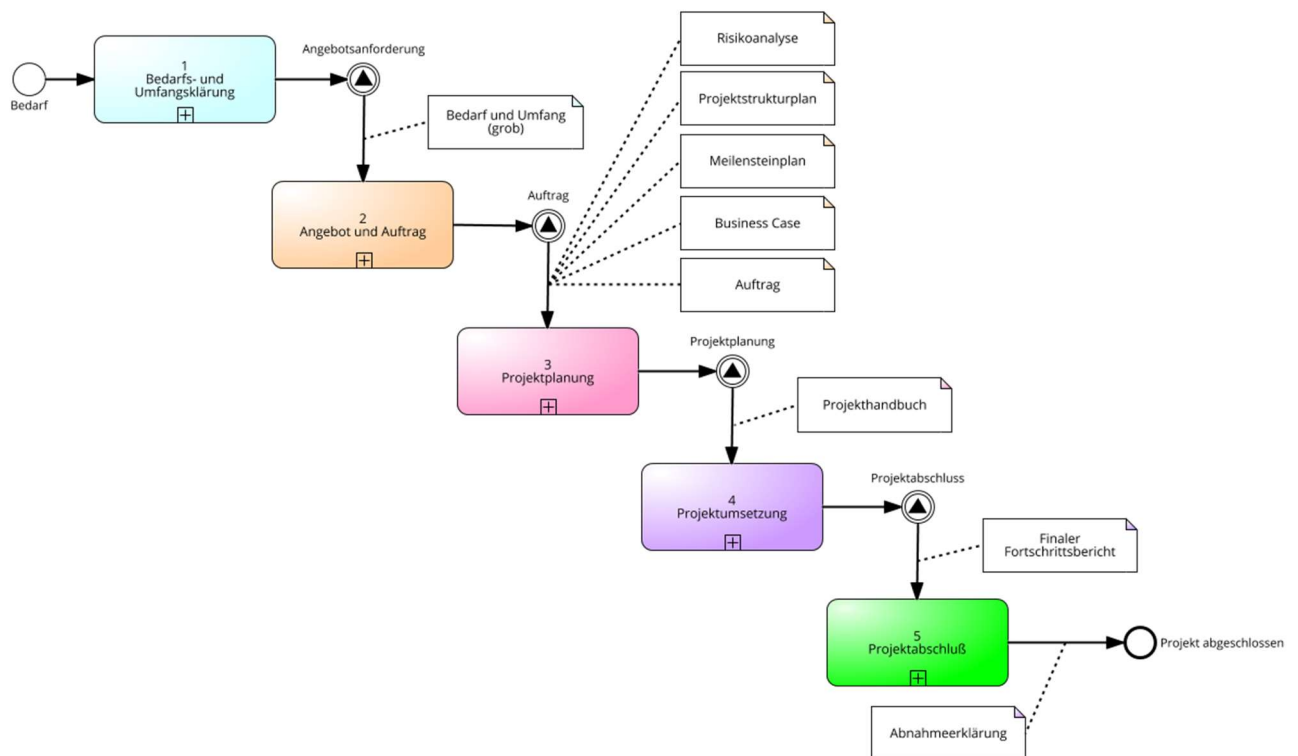 Bedarf
1
Bedarfs- und
Umfangsklärung
Angebotsanforderung
Bedarf und Umfang
(grob)
2
Angebot und Auftrag
Auftrag
Risikoanalyse
Projektstrukturplan
Meilensteinplan
Business Case
Auftrag
3
Projektplanung
Projektplanung
Projekthandbuch
4
Projektumsetzung
Projektabschluss
Finaler
Fortschrittsbericht
5
Projektabschluß
Projekt abgeschlossen
Abnahmeerklärung